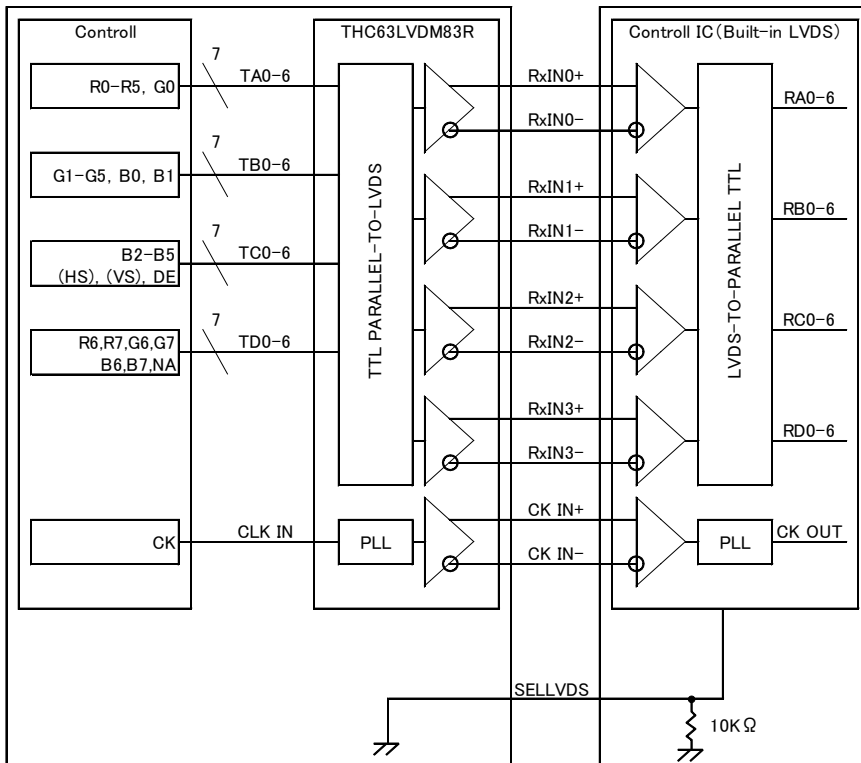 Controll
THC63LVDM83R
Controll IC(Built-in LVDS)
R0-R5, G0
7
TA0-6
RxIN0+
RxIN0-
RA0-6
G1-G5, B0, B1
7
TB0-6
RxIN1+
RxIN1-
RB0-6
B2-B5
(HS), (VS), DE
7
TC0-6
RxIN2+
RxIN2-
RC0-6
R6,R7,G6,G7
B6,B7,NA
7
TD0-6
RxIN3+
RxIN3-
RD0-6
TTL PARALLEL-TO-LVDS
LVDS-TO-PARALLEL TTL
CK
CLK IN
PLL
CK IN+
CK IN-
PLL
CK OUT
SELLVDS
10KΩ